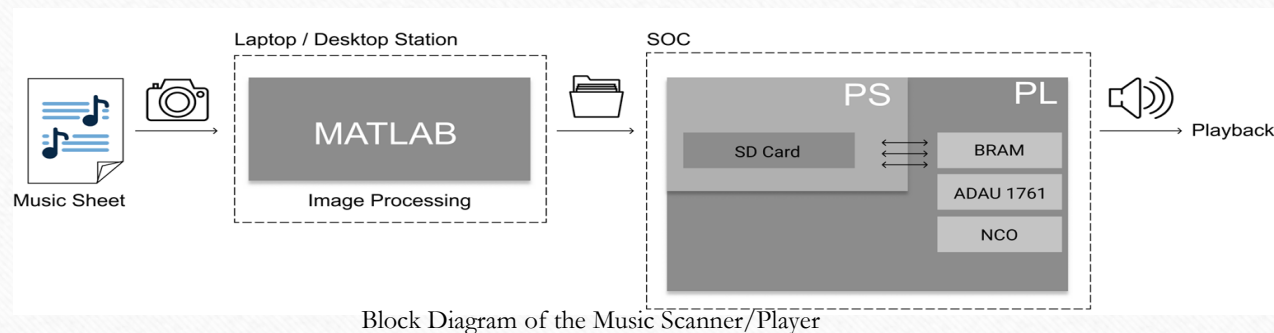 Laptop / Desktop Station
SOC
PS
PL
MATLAB
SD Card
BRAM
Playback
ADAU 1761
Music Sheet
Image Processing
NCO
Block Diagram of the Music Scanner/Player